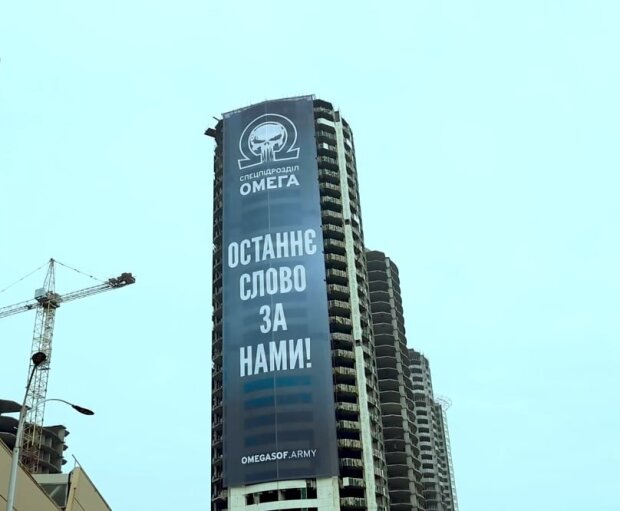 СПЕЦПІДРОЗДІЛ
ОМЕГА
ОСТАННЄ
СЛОВО
ЗА
НАМИ!
OMEGASOF.ARMY